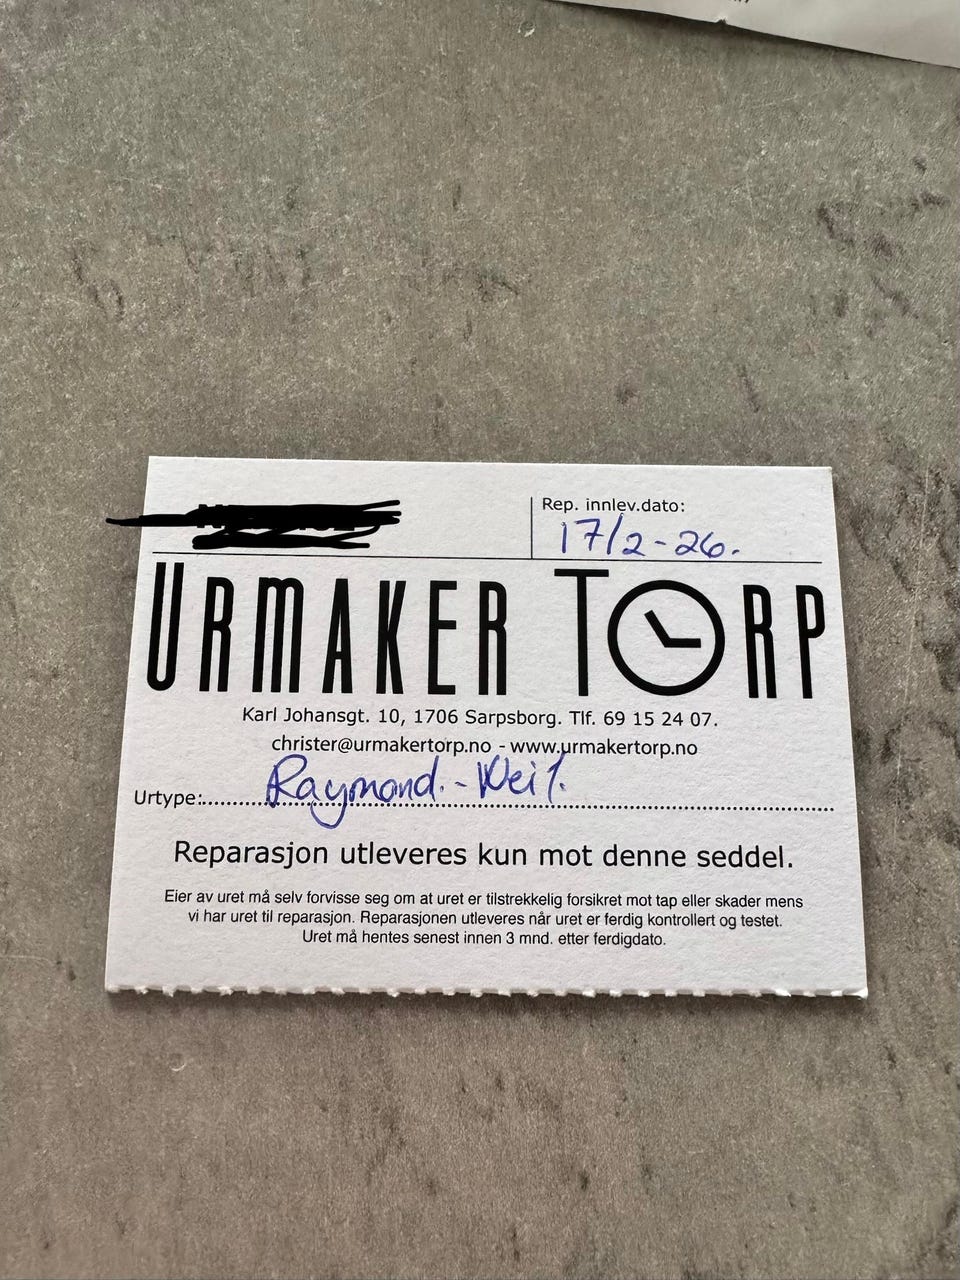 Rep. innlev.dato:
17/2-26.
URMAKER TORP
Karl Johansgt. 10, 1706 Sarpsborg. Tlf. 69 15 24 07.
christer@urmakertorp.no - www.urmakertorp.no
Urtype:.......Raymond.-Weil.
Reparasjon utleveres kun mot denne seddel.
Eier av uret må selv forvisse seg om at uret er tilstrekkelig forsikret mot tap eller skader mens
vi har uret til reparasjon. Reparasjonen utleveres når uret er ferdig kontrollert og testet.
Uret må hentes senest innen 3 mnd. etter ferdigdato.